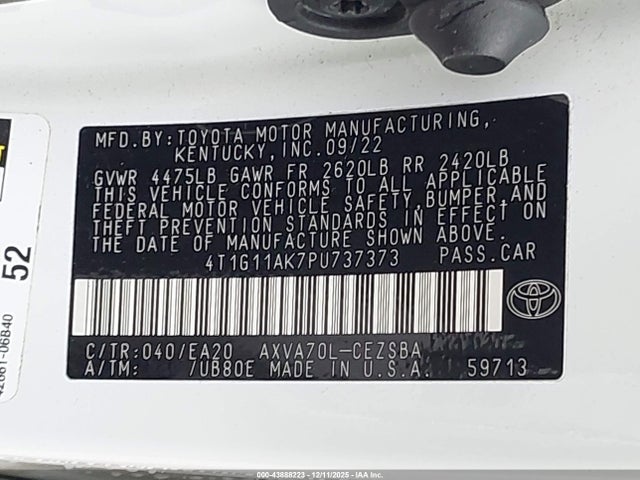 MFD.BY:TOYOTA MOTOR MANUFACTURING,
KENTUCKY, INC.09/22
GVWR 4475LB GAWR FR 2620LB RR 2420LB
THIS VEHICLE CONFORMS TO ALL APPLICABLE
FEDERAL MOTOR VEHICLE SAFETY,BUMPER,AND
THEFT PREVENTION STANDARDS IN EFFECT ON
THE DATE OF MANUFACTURE SHOWN ABOVE.
4T1G11AK7PU737373 PASS.CAR
C/TR:040/EA20 AXVA70L-CEZSBA
A/TM: /UB80E MADE IN U.S.A. 59713
52
42661-06B40
000-43888223 - 12/11/2025 - IAA Inc.